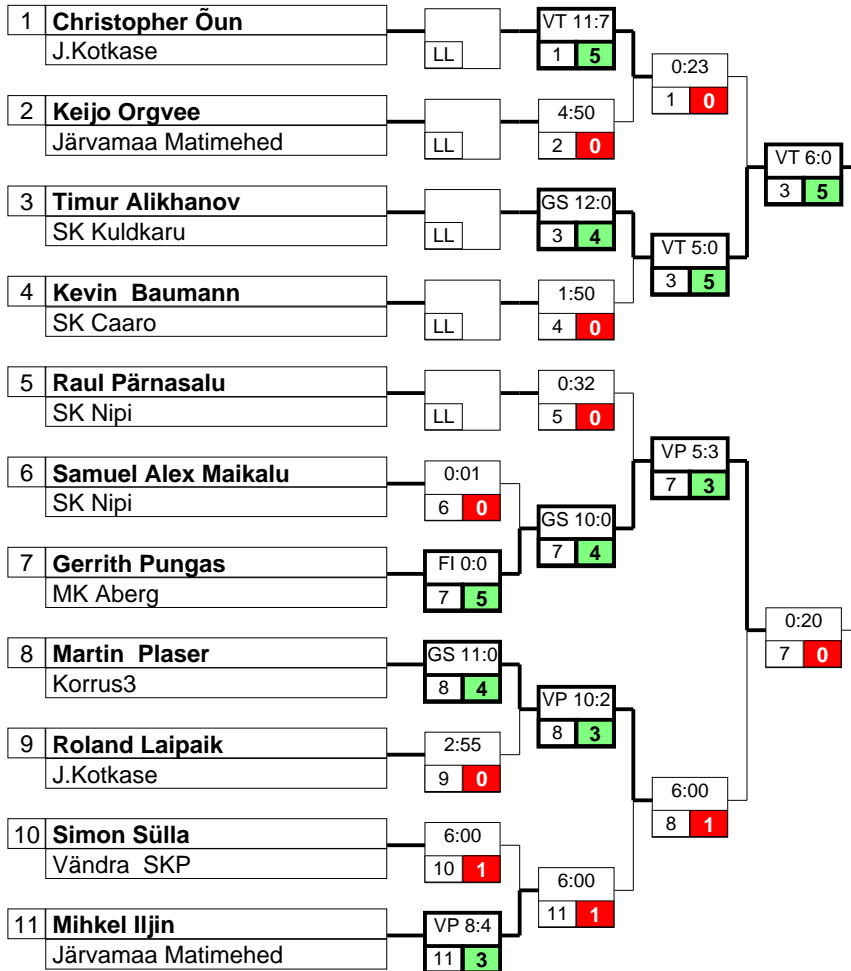 1 Christopher Õun
J.Kotkase
LL
VT 11:7
1 5
0:23
1 0
2 Keijo Orgvee
Järvamaa Matimehed
LL
4:50
2 0
VT 6:0
3 5
3 Timur Alikhanov
SK Kuldkaru
LL
GS 12:0
3 4
VT 5:0
3 5
4 Kevin Baumann
SK Caaro
LL
1:50
4 0
5 Raul Pärnasalu
SK Nipi
LL
0:32
5 0
VP 5:3
7 3
6 Samuel Alex Maikalu
SK Nipi
0:01
6 0
GS 10:0
7 4
7 Gerrith Pungas
MK Aberg
FI 0:0
7 5
0:20
7 0
8 Martin Plaser
Korrus3
GS 11:0
8 4
VP 10:2
8 3
9 Roland Laipaik
J.Kotkase
2:55
9 0
6:00
8 1
10 Simon Sülla
Vändra SKP
6:00
10 1
6:00
11 1
11 Mihkel Iljin
Järvamaa Matimehed
VP 8:4
11 3